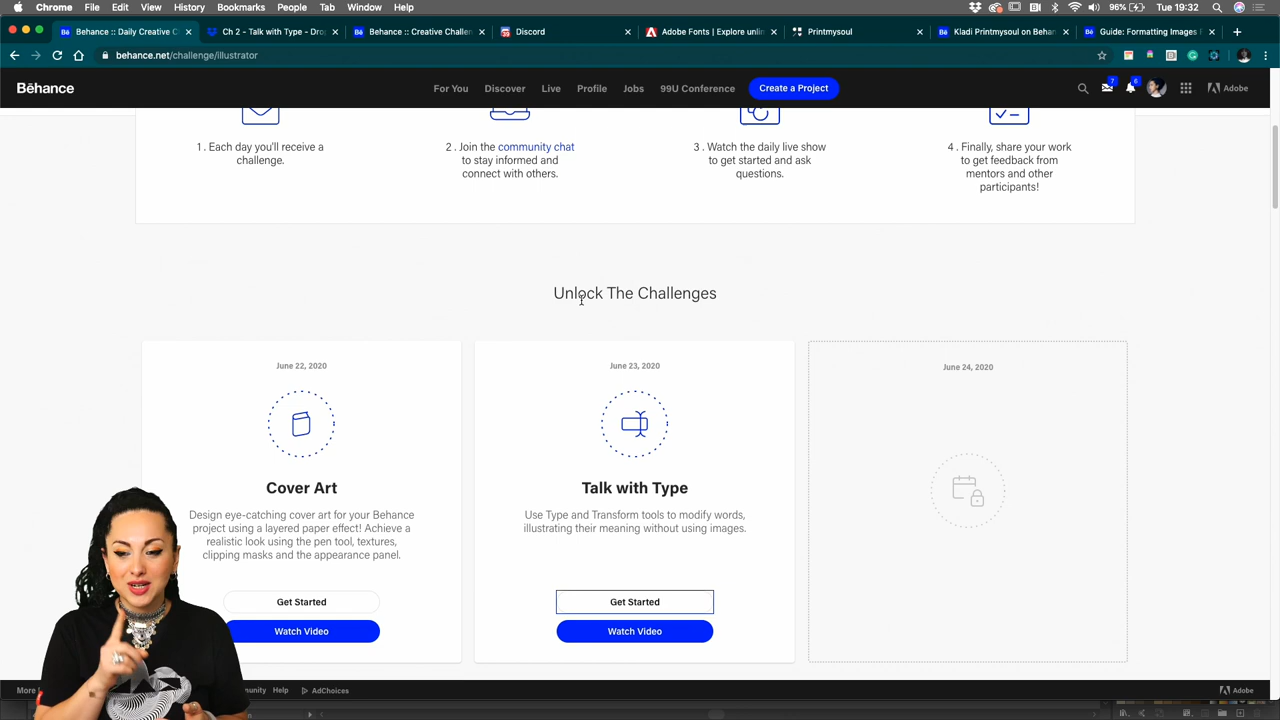 Chrome File Edit View History Bookmarks People Tab Window Help
98% Tue 19:03
Behance :: Daily Creative C
Ch 2 - Talk with Type - Dro
Behance :: Creative Challen
Discord
Adobe Fonts | Explore unlim
Printmysoul
Kladi Printmysoul on Behan
Guide: Formatting Images F
behance.net/challenge/illustrator
Bēhance
For You Discover Live Profile Jobs 99U Conference Create a Project
7 6
Adobe
1 . Each day you'll receive a
challenge.
2 . Join the community chat
to stay informed and
connect with others.
3 . Watch the daily live show
to get started and ask
questions.
4 . Finally, share your work
to get feedback from
mentors and other
participants!
Unlock The Challenges
June 22, 2020
Cover Art
Design eye-catching cover art for your Behance
project using a layered paper effect! Achieve a
realistic look using the pen tool, textures,
clipping masks and the appearance panel.
Get Started
Watch Video
June 23, 2020
Talk with Type
Use Type and Transform tools to modify words,
illustrating their meaning without using images.
Get Started
Watch Video
June 24, 2020
More
unity Help AdChoices
Adobe